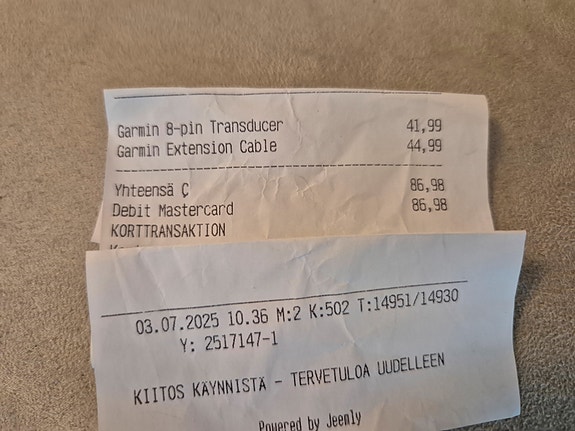 Garmin 8-pin Transducer 41,99
Garmin Extension Cable 44,99
Yhteensä Ç 86,98
Debit Mastercard 86,98
KORTTRANSAKTION
03.07.2025 10.36 M:2 K:502 T:14951/14930
Y: 2517147-1
KIITOS KÄYNNISTÄ - TERVETULOA UUDELLEEN
Powered by Jeenly